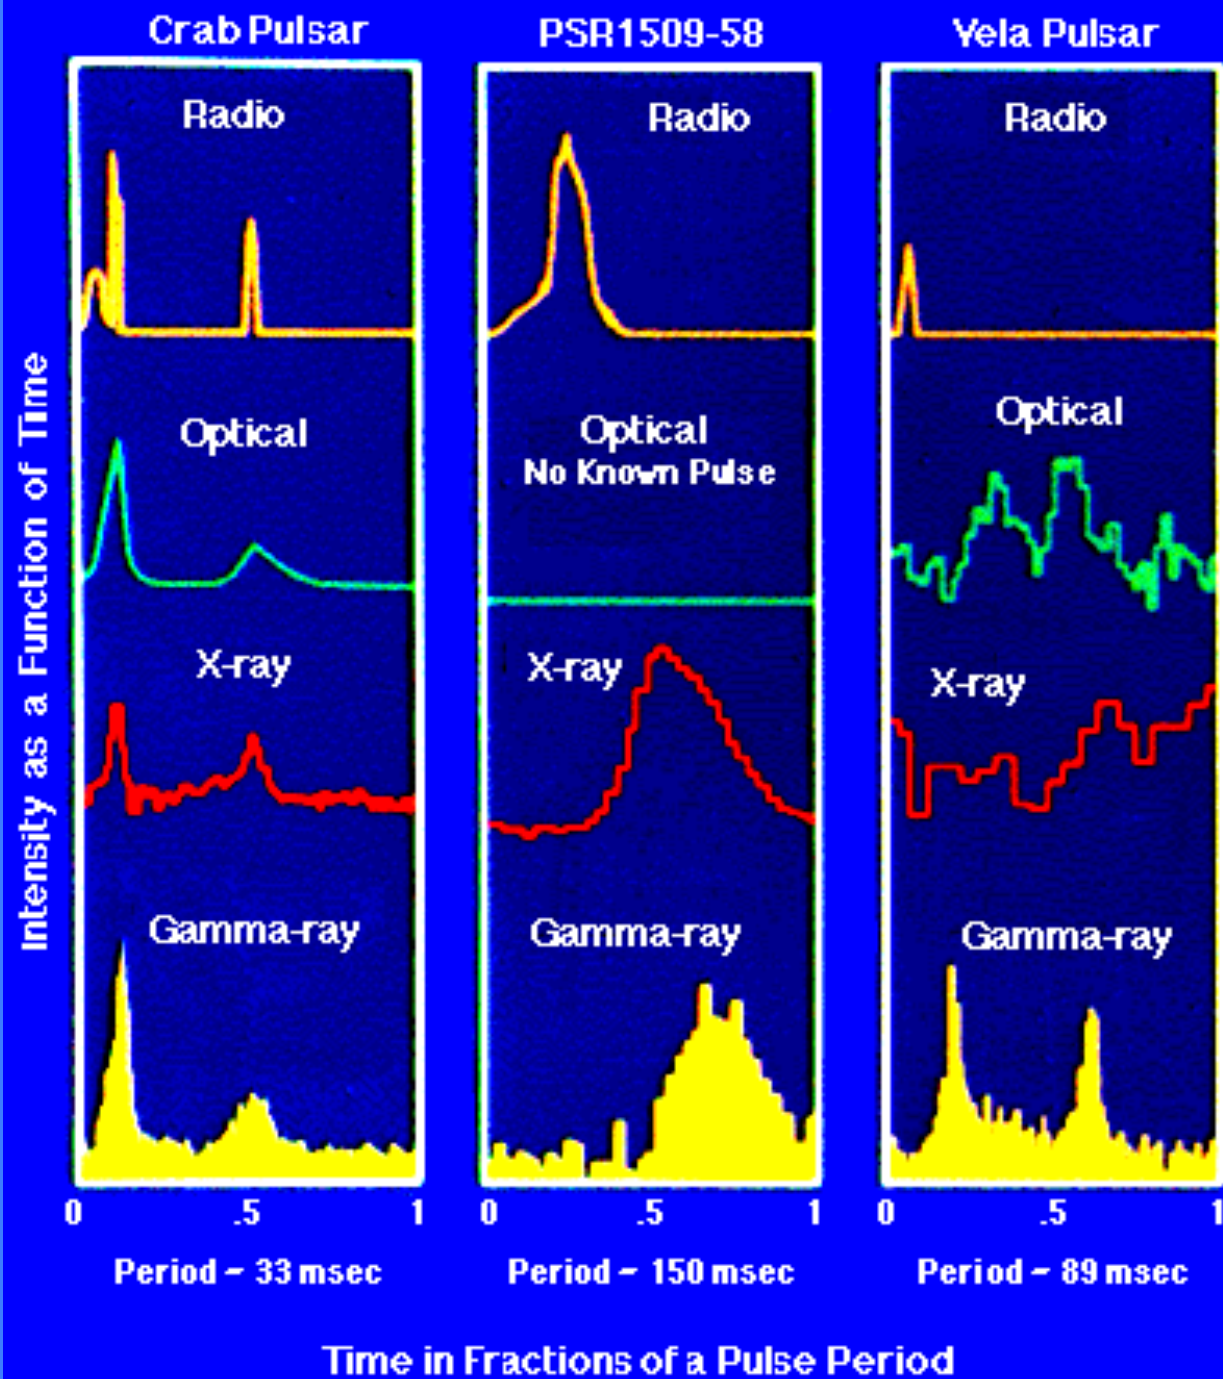 Crab Pulsar
PSR1509-58
Vela Pulsar
Radio
Radio
Radio
Optical
Optical
No Known Pulse
Optical
X-ray
X-ray
X-ray
Gamma-ray
Gamma-ray
Gamma-ray
Intensity as a Function of Time
0 .5 1
0 .5 1
0 .5 1
Period ~ 33 msec
Period ~ 150 msec
Period ~ 89 msec
Time in Fractions of a Pulse Period